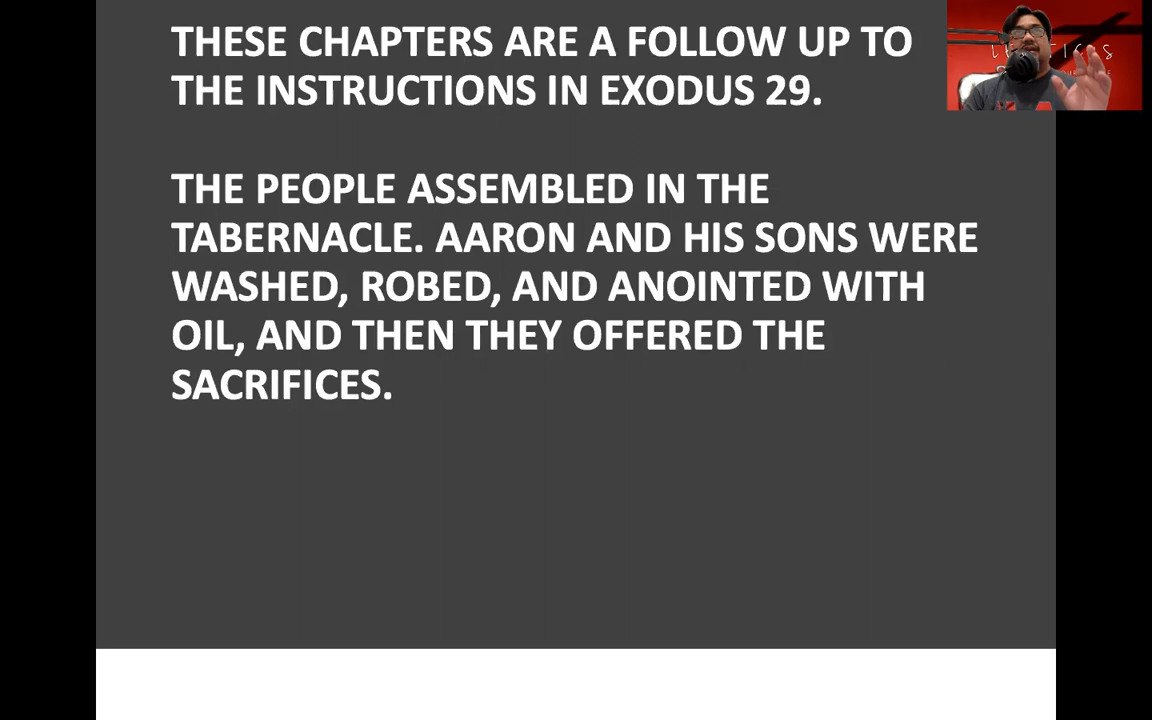 THESE CHAPTERS ARE A FOLLOW UP TO
THE INSTRUCTIONS IN EXODUS 29.
THE PEOPLE ASSEMBLED IN THE
TABERNACLE. AARON AND HIS SONS WERE
WASHED, ROBED, AND ANOINTED WITH
OIL, AND THEN THEY OFFERED THE
SACRIFICES.